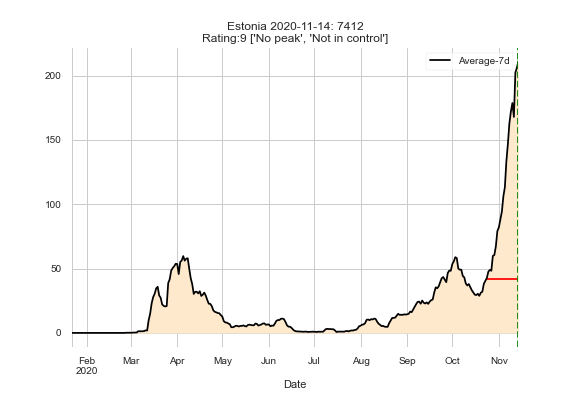 Estonia 2020-11-14: 7412
Rating:9 ['No peak', 'Not in control']
Average-7d
200
150
100
50
0
Feb Mar Apr May Jun Jul Aug Sep Oct Nov
2020
Date